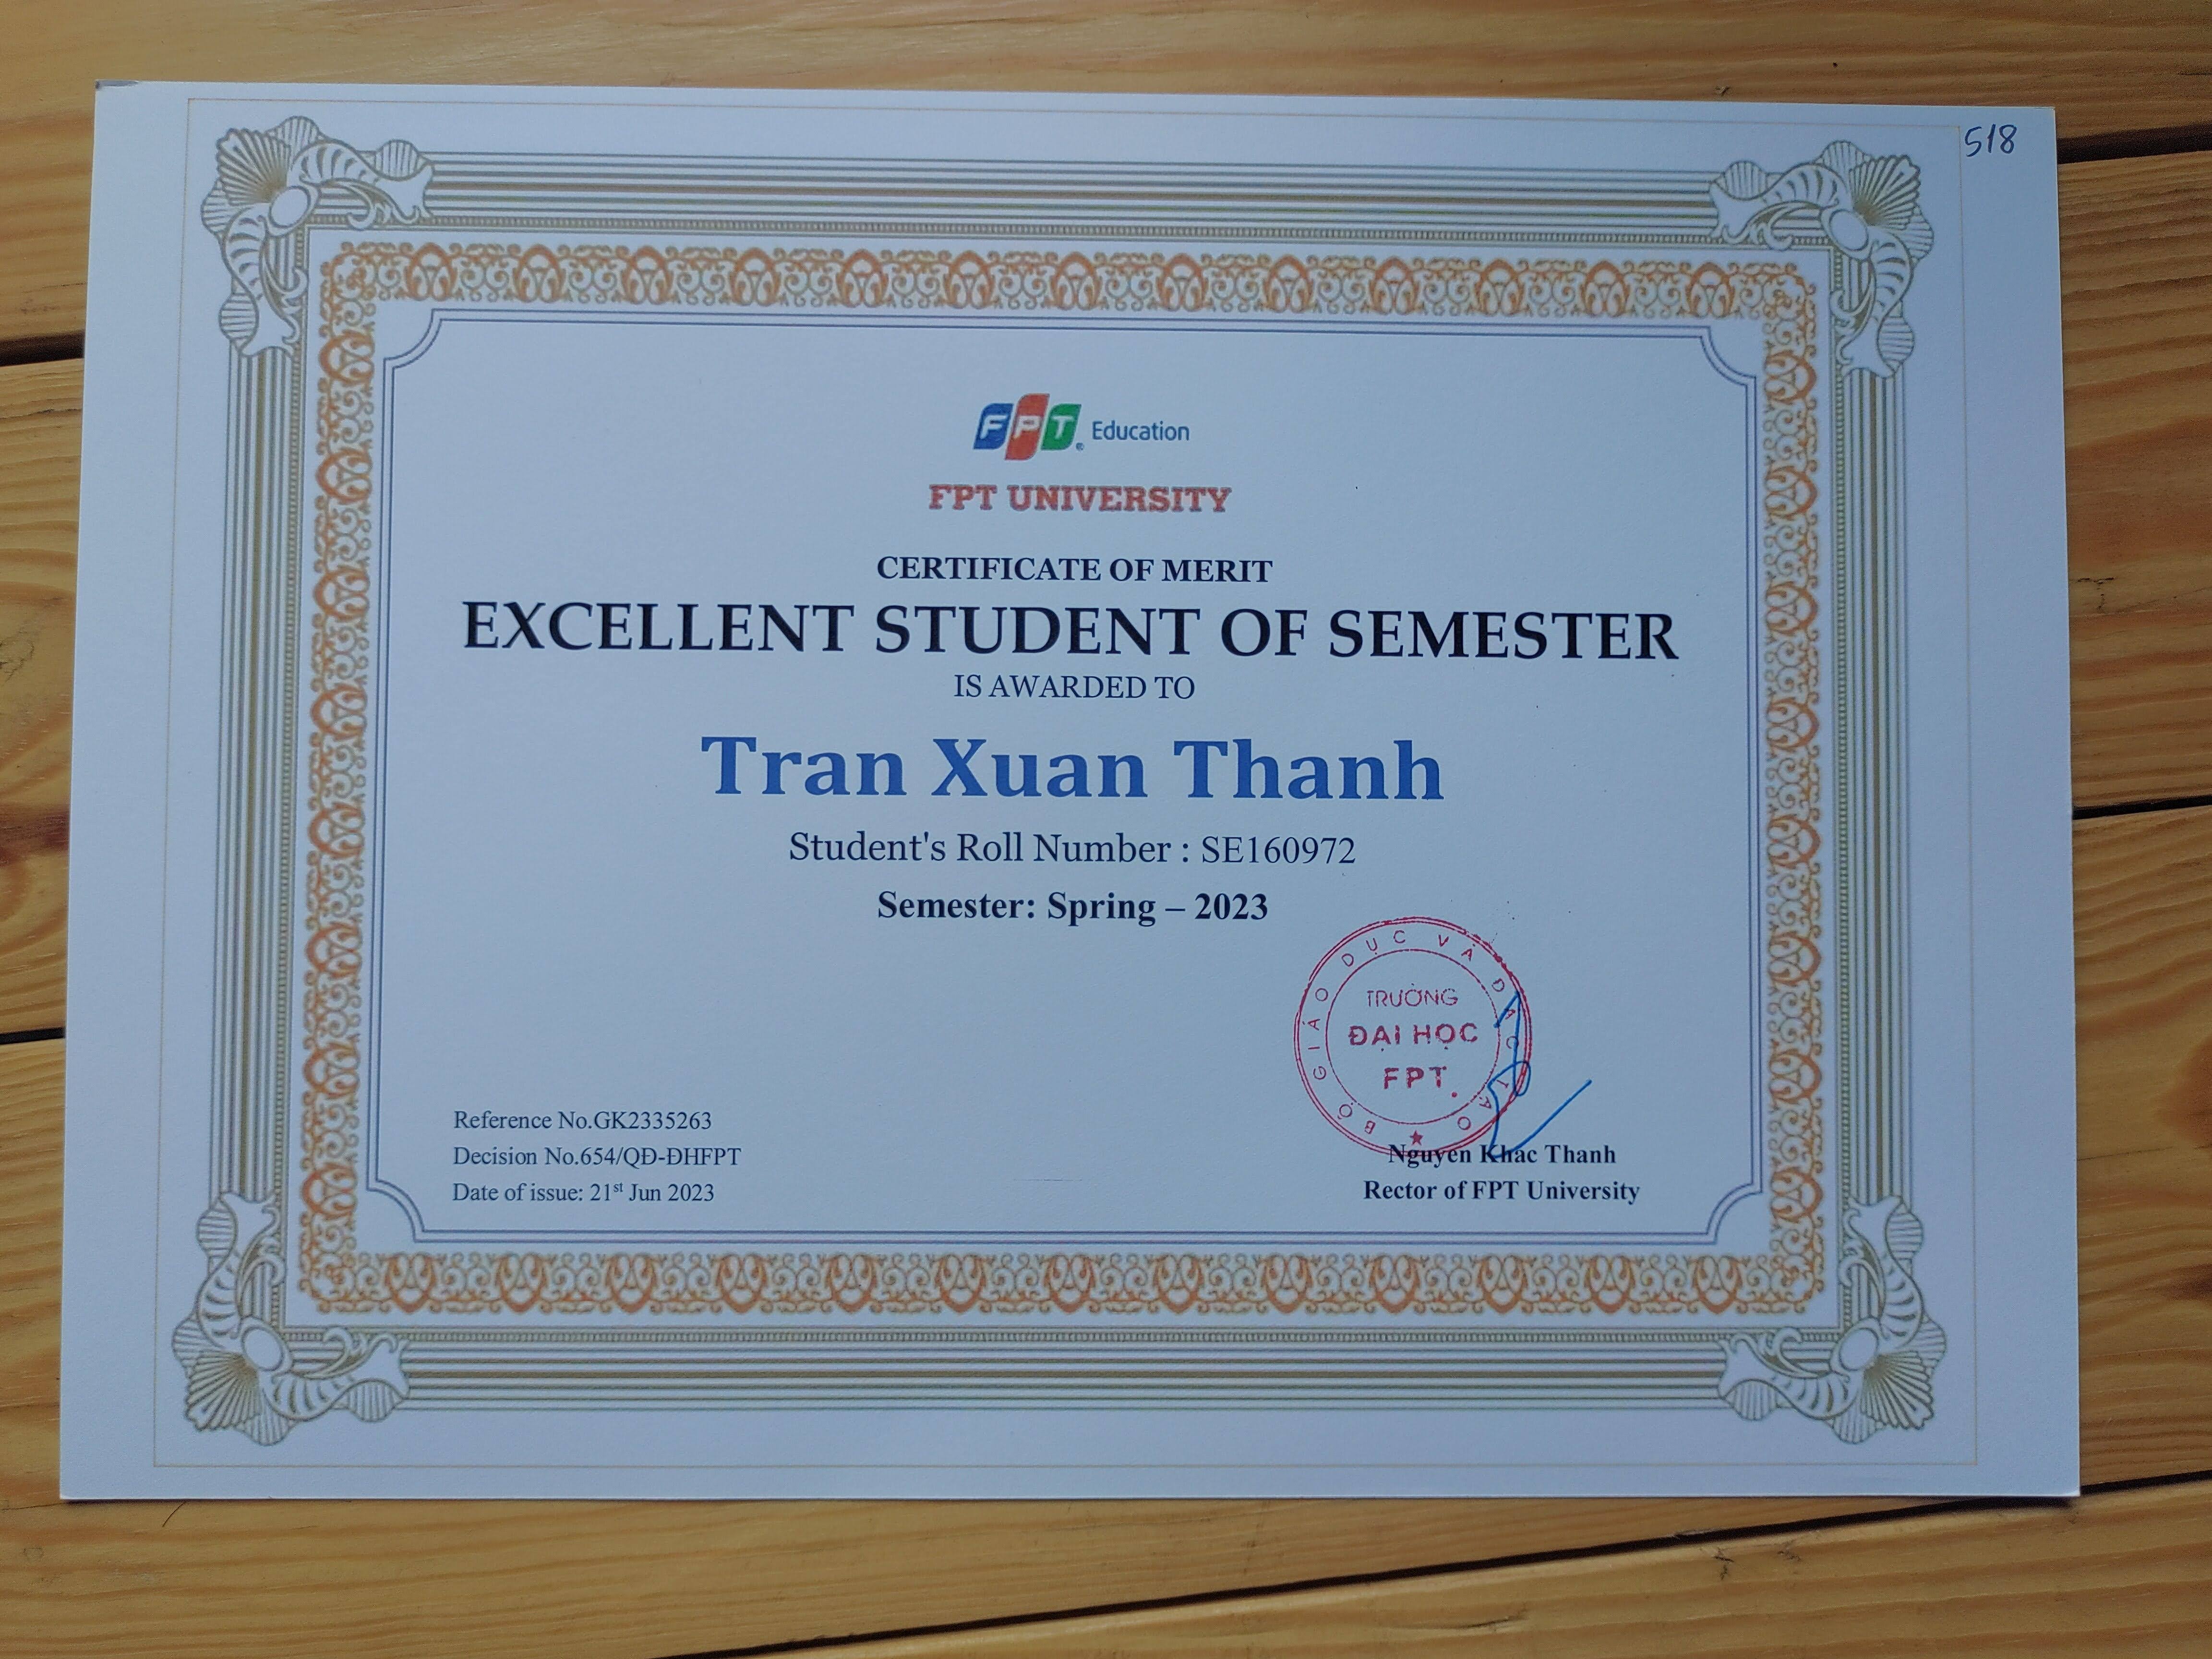 518
FPT Education
FPT UNIVERSITY
CERTIFICATE OF MERIT
EXCELLENT STUDENT OF SEMESTER
IS AWARDED TO
Tran Xuan Thanh
Student's Roll Number : SE160972
Semester: Spring – 2023
BỘ GIÁO DỤC VÀ ĐÀO TẠO
TRƯỜNG
ĐẠI HỌC
FPT
Reference No.GK2335263
Decision No.654/QĐ-ĐHFPT
Date of issue: 21st Jun 2023
Nguyen Khac Thanh
Rector of FPT University